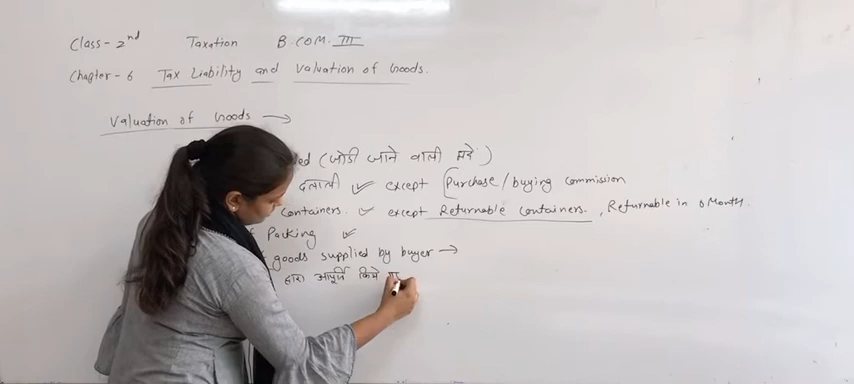 Class-2nd Taxation B.COM. III
Chapter-6 Tax Liability and Valuation of Goods.
Valuation of Goods →
(जोडी जाने वाली मदे)
दलाली ✓ except (Purchase/buying commission
Containers. ✓ except Returnable containers., Returnable in 6 Month.
Packing ✓
goods supplied by buyer →
द्वारा आपूर्ति किये